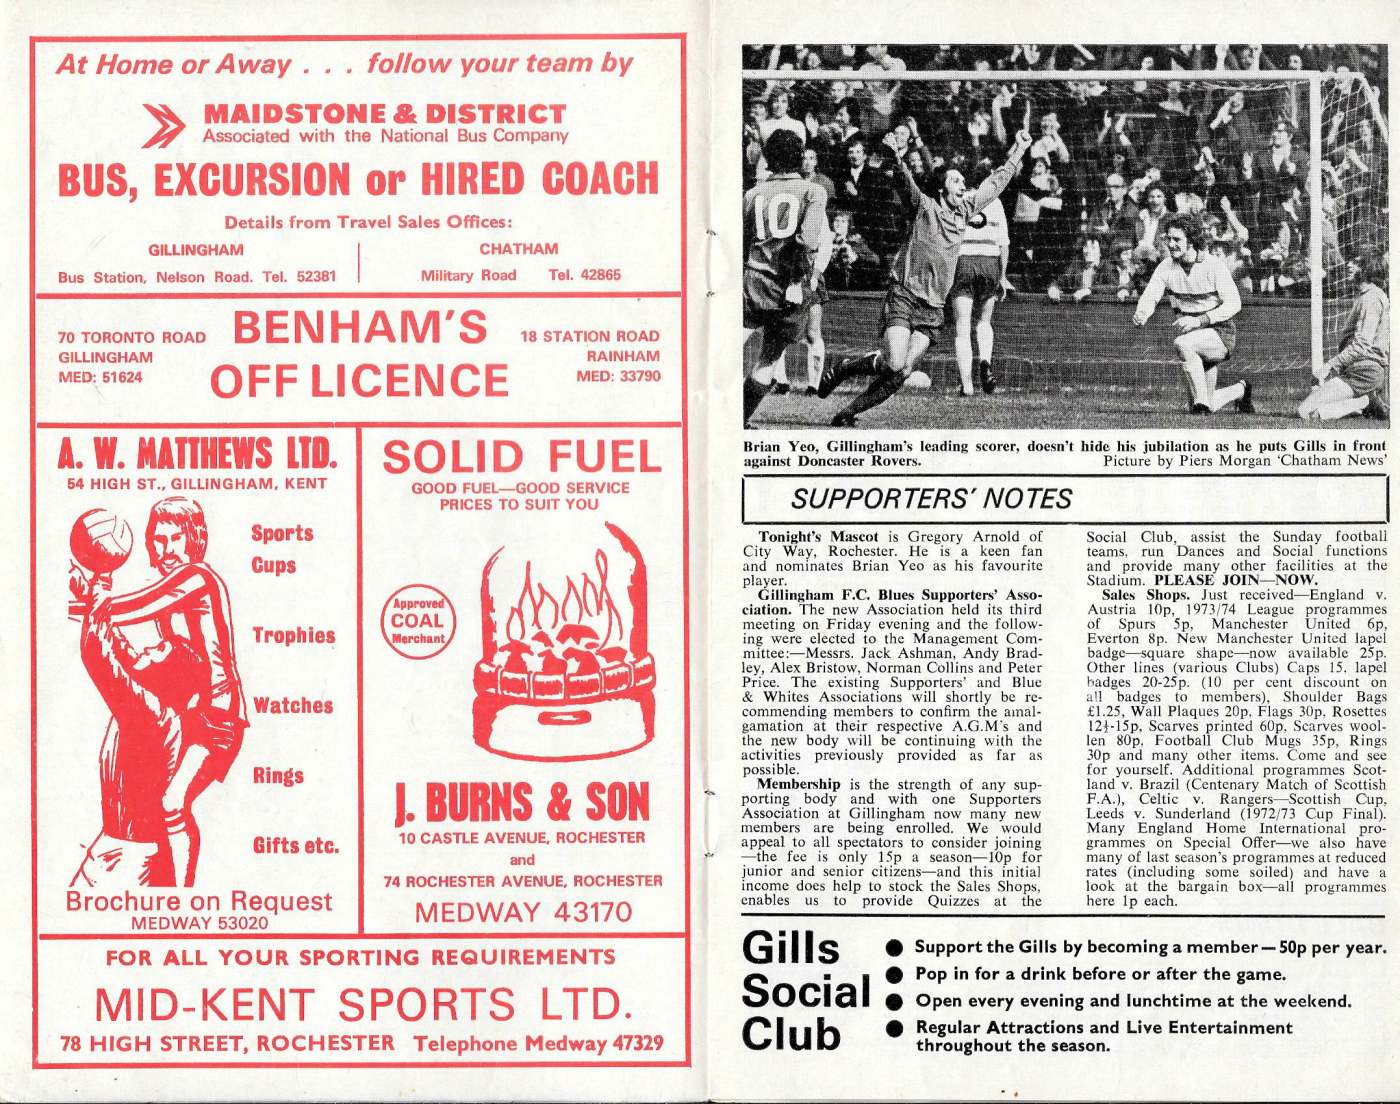 At Home or Away . . . follow your team by
MAIDSTONE & DISTRICT
Associated with the National Bus Company
BUS, EXCURSION or HIRED COACH
Details from Travel Sales Offices:
GILLINGHAM
Bus Station, Nelson Road. Tel. 52381
CHATHAM
Military Road Tel. 42865
70 TORONTO ROAD
GILLINGHAM
MED: 51624
BENHAM'S
OFF LICENCE
18 STATION ROAD
RAINHAM
MED: 33790
A. W. MATTHEWS LTD.
54 HIGH ST., GILLINGHAM, KENT
Sports
Cups
Trophies
Watches
Rings
Gifts etc.
Brochure on Request
MEDWAY 53020
SOLID FUEL
GOOD FUEL—GOOD SERVICE
PRICES TO SUIT YOU
Approved
COAL
Merchant
J. BURNS & SON
10 CASTLE AVENUE, ROCHESTER
and
74 ROCHESTER AVENUE, ROCHESTER
MEDWAY 43170
FOR ALL YOUR SPORTING REQUIREMENTS
MID-KENT SPORTS LTD.
78 HIGH STREET, ROCHESTER Telephone Medway 47329
10
Brian Yeo, Gillingham's leading scorer, doesn't hide his jubilation as he puts Gills in front
against Doncaster Rovers. Picture by Piers Morgan 'Chatham News'
SUPPORTERS' NOTES
Tonight's Mascot is Gregory Arnold of
City Way, Rochester. He is a keen fan
and nominates Brian Yeo as his favourite
player.
Gillingham F.C. Blues Supporters' Asso-
ciation. The new Association held its third
meeting on Friday evening and the follow-
ing were elected to the Management Com-
mittee:—Messrs. Jack Ashman, Andy Brad-
ley, Alex Bristow, Norman Collins and Peter
Price. The existing Supporters' and Blue
& Whites Associations will shortly be re-
commending members to confirm the amal-
gamation at their respective A.G.M's and
the new body will be continuing with the
activities previously provided as far as
possible.
Membership is the strength of any sup-
porting body and with one Supporters
Association at Gillingham now many new
members are being enrolled. We would
appeal to all spectators to consider joining
—the fee is only 15p a season—10p for
junior and senior citizens—and this initial
income does help to stock the Sales Shops,
enables us to provide Quizzes at the
Social Club, assist the Sunday football
teams, run Dances and Social functions
and provide many other facilities at the
Stadium. PLEASE JOIN—NOW.
Sales Shops. Just received—England v.
Austria 10p, 1973/74 League programmes
of Spurs 5p, Manchester United 6p,
Everton 8p. New Manchester United lapel
badge—square shape—now available 25p.
Other lines (various Clubs) Caps 15. lapel
badges 20-25p. (10 per cent discount on
all badges to members), Shoulder Bags
£1.25, Wall Plaques 20p, Flags 30p, Rosettes
12½-15p, Scarves printed 60p, Scarves wool-
len 80p, Football Club Mugs 35p, Rings
30p and many other items. Come and see
for yourself. Additional programmes Scot-
land v. Brazil (Centenary Match of Scottish
F.A.), Celtic v. Rangers—Scottish Cup,
Leeds v. Sunderland (1972/73 Cup Final).
Many England Home International pro-
grammes on Special Offer—we also have
many of last season's programmes at reduced
rates (including some soiled) and have a
look at the bargain box—all programmes
here 1p each.
Gills
Social
Club
● Support the Gills by becoming a member — 50p per year.
● Pop in for a drink before or after the game.
● Open every evening and lunchtime at the weekend.
● Regular Attractions and Live Entertainment
throughout the season.